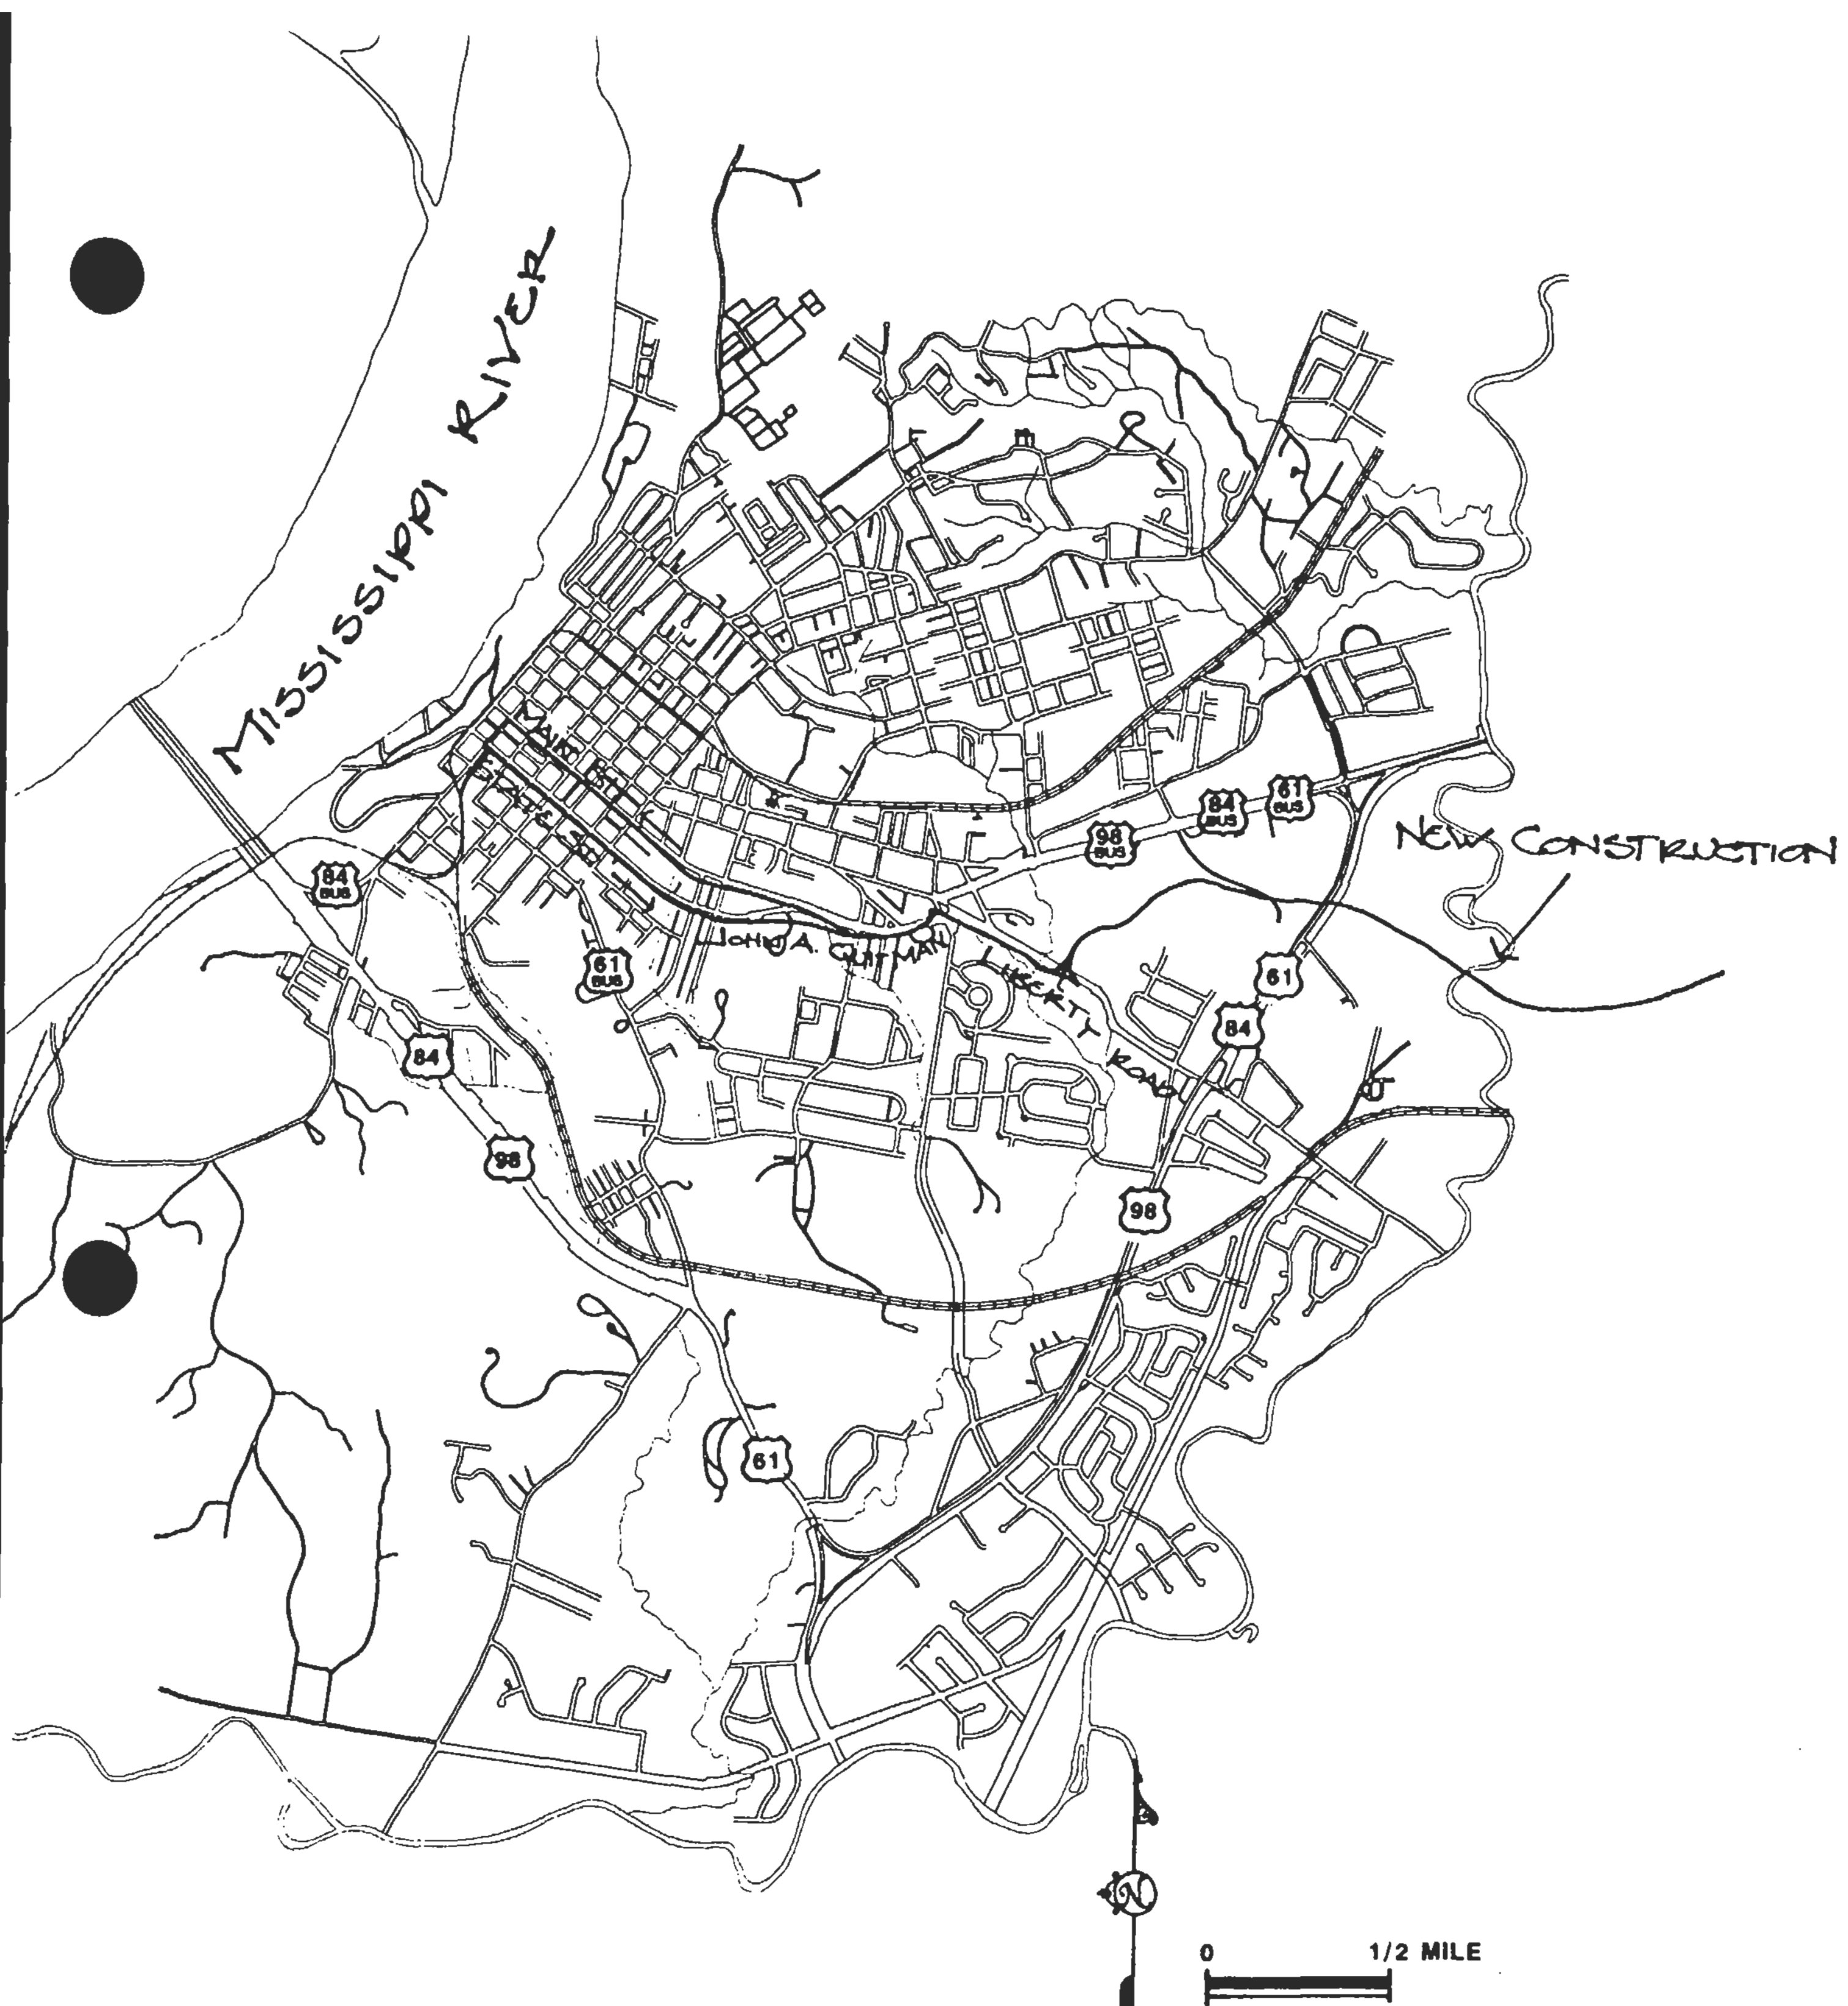 MISSISSIPPI RIVER
MAIN ST.
STATE ST.
84 BUS
61 BUS
98 BUS
84 BUS
61 BUS
NEW CONSTRUCTION
JOHN A. QUITMAN
LIBERTY ROAD
61
84
84
98
98
61
N
0 1/2 MILE